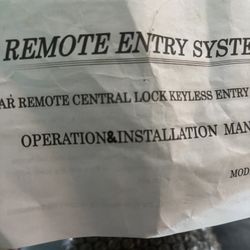 REMOTE ENTRY SYSTE
AR REMOTE CENTRAL LOCK KEYLESS ENTRY
OPERATION&INSTALLATION MAN
MOD